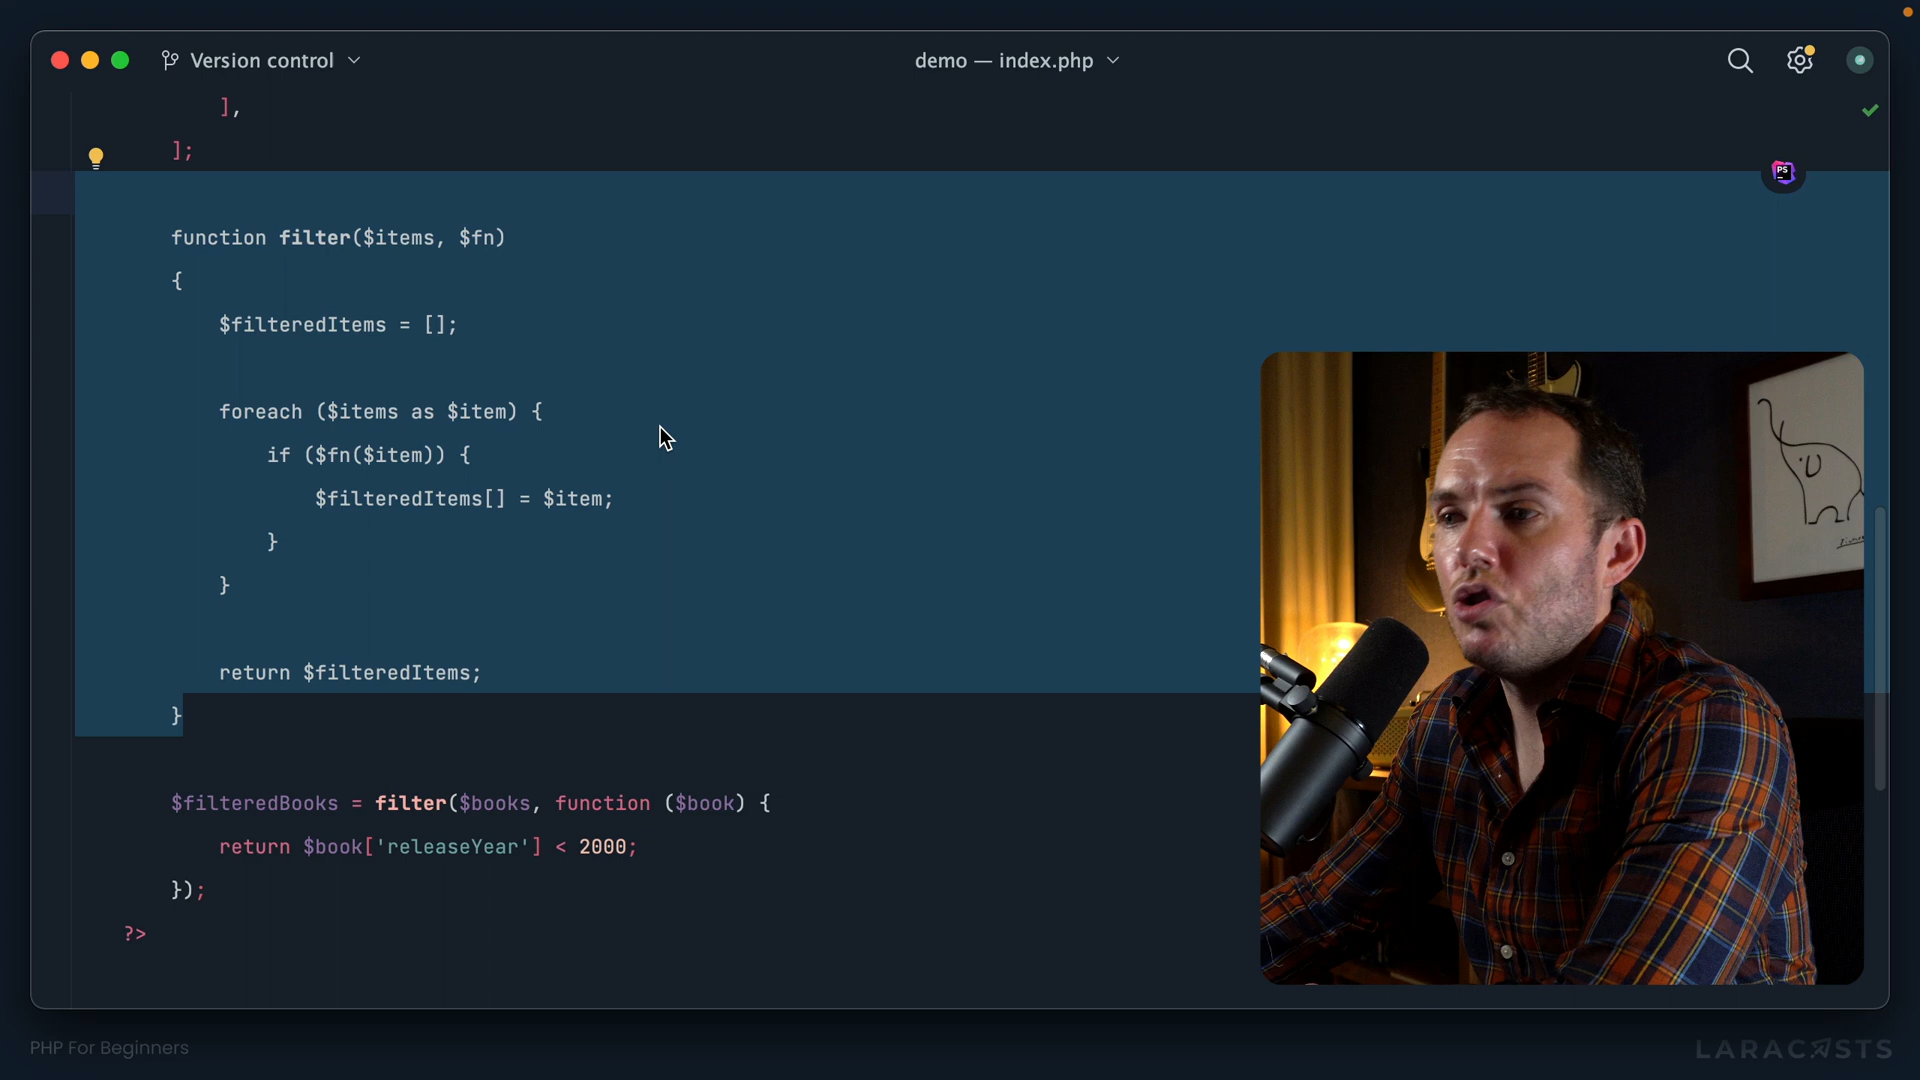 Version control
demo — index.php
],
];
PS
function filter($items, $fn)
{
$filteredItems = [];
foreach ($items as $item) {
if ($fn($item)) {
$filteredItems[] = $item;
}
}
return $filteredItems;
}
$filteredBooks = filter($books, function ($book) {
return $book['releaseYear'] < 2000;
});
?>
PHP For Beginners
LARACASTS